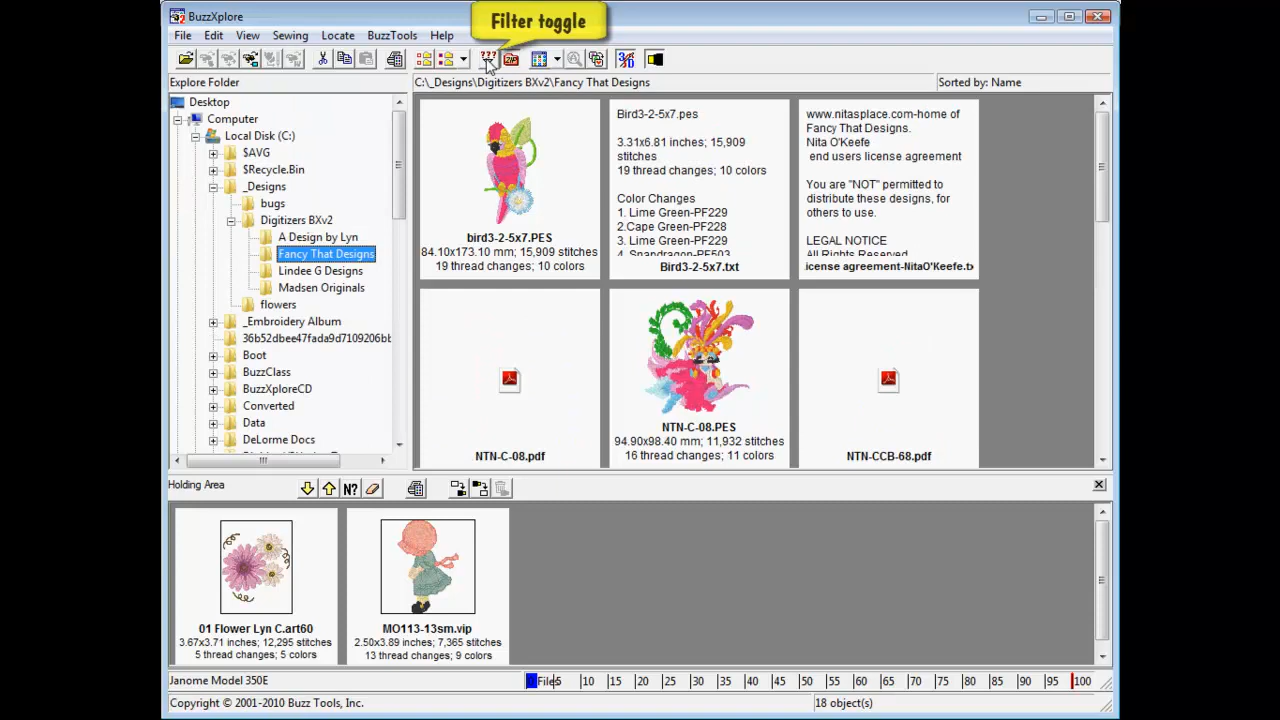 BuzzXplore
Filter toggle
File Edit View Sewing Locate BuzzTools Help
Explore Folder
C:\_Designs\Digitizers BXv2\Fancy That Designs
Sorted by: Name
Desktop
Computer
Local Disk (C:)
$AVG
$Recycle.Bin
_Designs
bugs
Digitizers BXv2
A Design by Lyn
Fancy That Designs
Lindee G Designs
Madsen Originals
flowers
_Embroidery Album
36b52dbee47fada9d7109206bb
Boot
BuzzClass
BuzzXploreCD
Converted
Data
DeLorme Docs
bird3-2-5x7.PES
84.10x173.10 mm; 15,909 stitches
19 thread changes; 10 colors
Bird3-2-5x7.pes
3.31x6.81 inches; 15,909
stitches
19 thread changes; 10 colors
Color Changes
1. Lime Green-PF229
2.Cape Green-PF228
3. Lime Green-PF229
4. Snapdragon-PF503
Bird3-2-5x7.txt
www.nitasplace.com-home of
Fancy That Designs.
Nita O'Keefe
end users license agreement
You are "NOT" permitted to
distribute these designs, for
others to use.
LEGAL NOTICE
All Rights Reserved
.icense agreement-NitaO'Keefe.tx
NTN-C-08.pdf
NTN-C-08.PES
94.90x98.40 mm; 11,932 stitches
16 thread changes; 11 colors
NTN-CCB-68.pdf
Holding Area
N?
01 Flower Lyn C.art60
3.67x3.71 inches; 12,295 stitches
5 thread changes; 5 colors
MO113-13sm.vip
2.50x3.89 inches; 7,365 stitches
13 thread changes; 9 colors
Janome Model 350E
Files 5 10 15 20 25 30 35 40 45 50 55 60 65 70 75 80 85 90 95 100
Copyright © 2001-2010 Buzz Tools, Inc.
18 object(s)